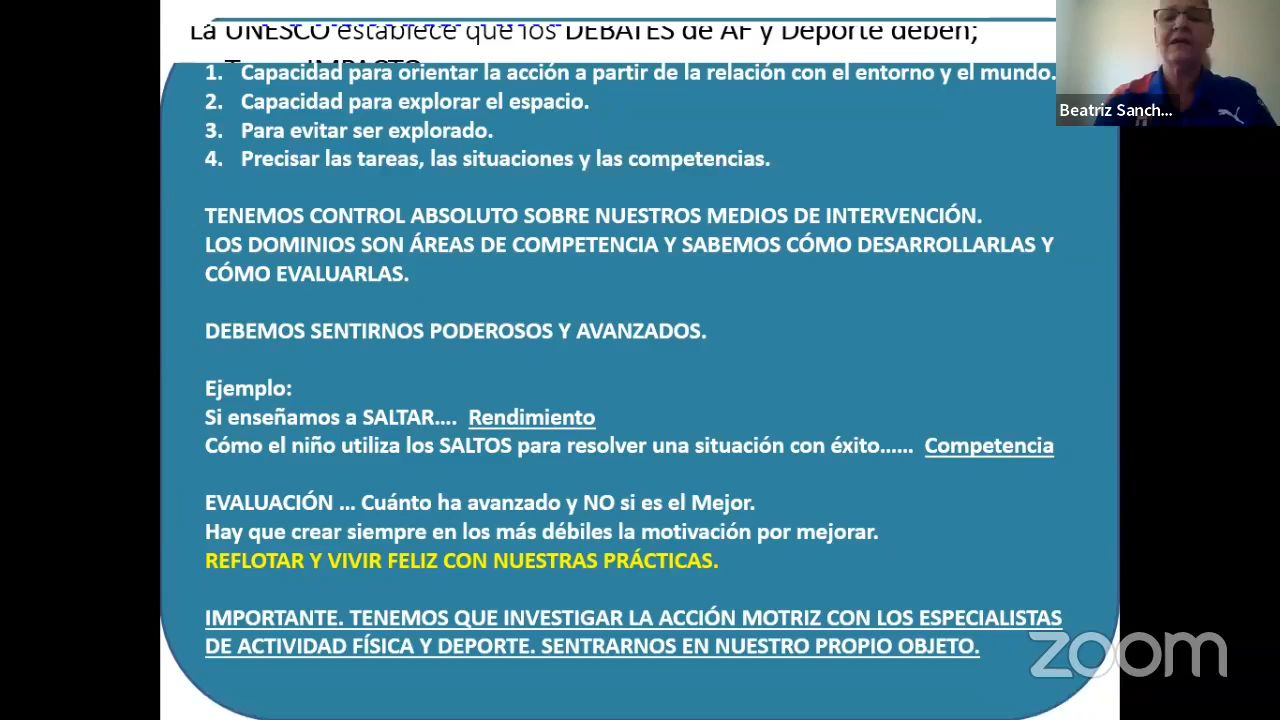 La UNESCO establece que los DEBATES de AF y Deporte deben;
IMPACTO
1. Capacidad para orientar la acción a partir de la relación con el entorno y el mundo.
2. Capacidad para explorar el espacio.
3. Para evitar ser explorado.
4. Precisar las tareas, las situaciones y las competencias.
TENEMOS CONTROL ABSOLUTO SOBRE NUESTROS MEDIOS DE INTERVENCIÓN.
LOS DOMINIOS SON ÁREAS DE COMPETENCIA Y SABEMOS CÓMO DESARROLLARLAS Y
CÓMO EVALUARLAS.
DEBEMOS SENTIRNOS PODEROSOS Y AVANZADOS.
Ejemplo:
Si enseñamos a SALTAR.... Rendimiento
Cómo el niño utiliza los SALTOS para resolver una situación con éxito...... Competencia
EVALUACIÓN ... Cuánto ha avanzado y NO si es el Mejor.
Hay que crear siempre en los más débiles la motivación por mejorar.
REFLOTAR Y VIVIR FELIZ CON NUESTRAS PRÁCTICAS.
IMPORTANTE. TENEMOS QUE INVESTIGAR LA ACCIÓN MOTRIZ CON LOS ESPECIALISTAS
DE ACTIVIDAD FÍSICA Y DEPORTE. SENTRARNOS EN NUESTRO PROPIO OBJETO.
Beatriz Sanch...
zoom